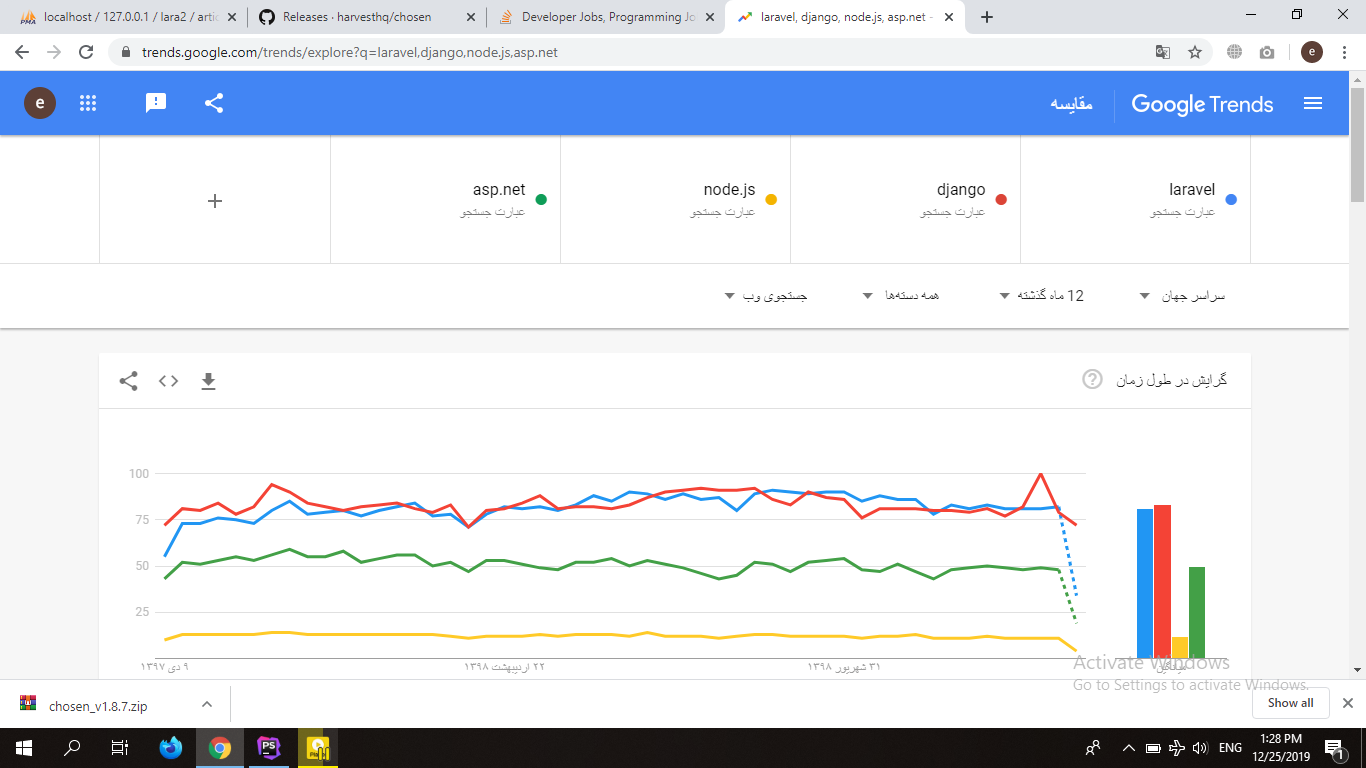 localhost / 127.0.0.1 / lara2 / artic
Releases · harvesthq/chosen
Developer Jobs, Programming Jo
laravel, django, node.js, asp.net -
trends.google.com/trends/explore?q=laravel,django,node.js,asp.net
e
e
مقایسه
Google Trends
laravel
عبارت جستجو
django
عبارت جستجو
node.js
عبارت جستجو
asp.net
عبارت جستجو
+
سراسر جهان
12 ماه گذشته
همه دسته‌ها
جستجوی وب
گرایش در طول زمان
100
75
50
25
۹ دی ۱۳۹۷
۲۲ اردیبهشت ۱۳۹۸
۳۱ شهریور ۱۳۹۸
میانگین
Activate Windows
Go to Settings to activate Windows.
chosen_v1.8.7.zip
Show all
PS
ENG
1:28 PM
12/25/2019
1